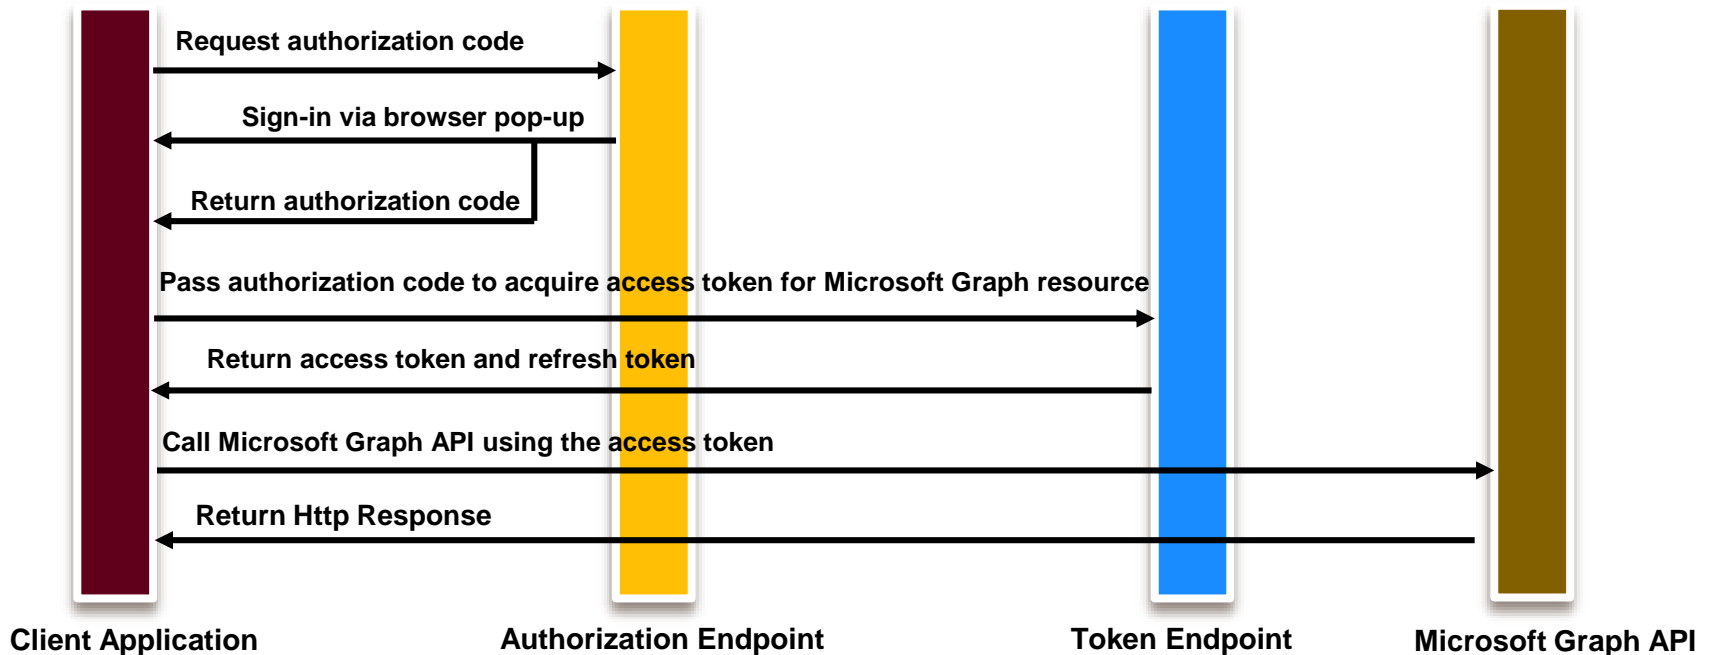 Request authorization code
Sign-in via browser pop-up
Return authorization code
Pass authorization code to acquire access token for Microsoft Graph resource
Return access token and refresh token
Call Microsoft Graph API using the access token
Return Http Response
Client Application
Authorization Endpoint
Token Endpoint
Microsoft Graph API